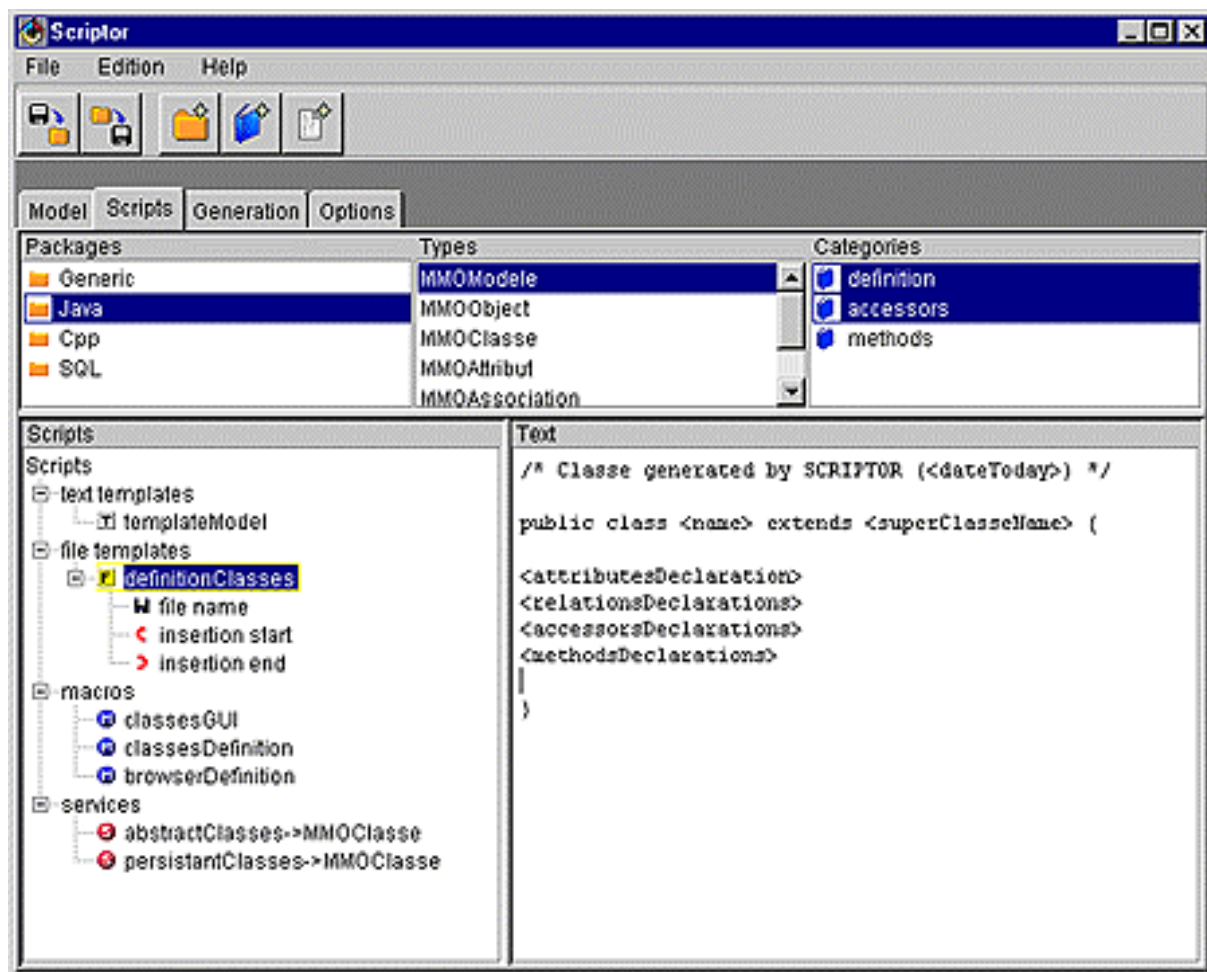 Scriptor
File Edition Help
Model Scripts Generation Options
Packages Types Categories
Generic MMOModele definition
Java MMOObject accessors
Cpp MMOClasse methods
SQL MMOAttribut
MMOAssociation
Scripts
Scripts
text templates
templateModel
file templates
definitionClasses
file name
insertion start
insertion end
macros
classesGUI
classesDefinition
browserDefinition
services
abstractClasses->MMOClasse
persistantClasses->MMOClasse
Text
/* Classe generated by SCRIPTOR (<dateToday>) */
public class <name> extends <superClasseName> {
<attributesDeclaration>
<relationsDeclarations>
<accessorsDeclarations>
<methodsDeclarations>
}